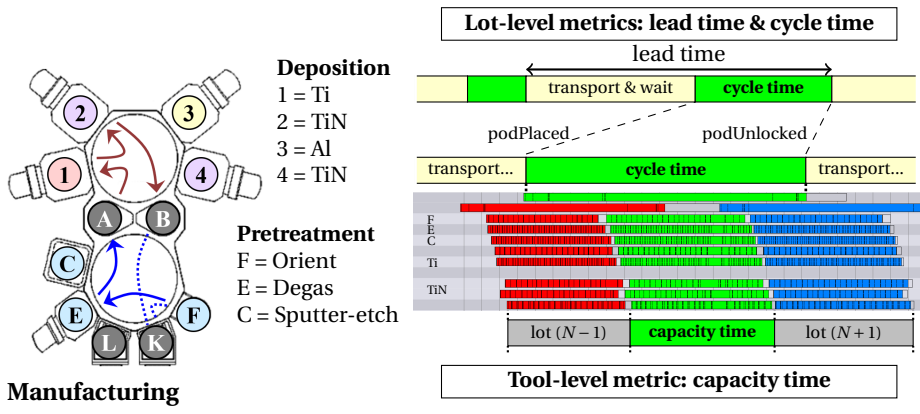 Deposition
1 = Ti
2 = TiN
3 = Al
4 = TiN
2
3
1
4
A
B
C
E
F
L
K
Pretreatment
F = Orient
E = Degas
C = Sputter-etch
Manufacturing
Lot-level metrics: lead time & cycle time
lead time
transport & wait
cycle time
podPlaced
podUnlocked
transport...
cycle time
transport...
F
E
C
Ti
TiN
lot (N − 1)
capacity time
lot (N + 1)
Tool-level metric: capacity time